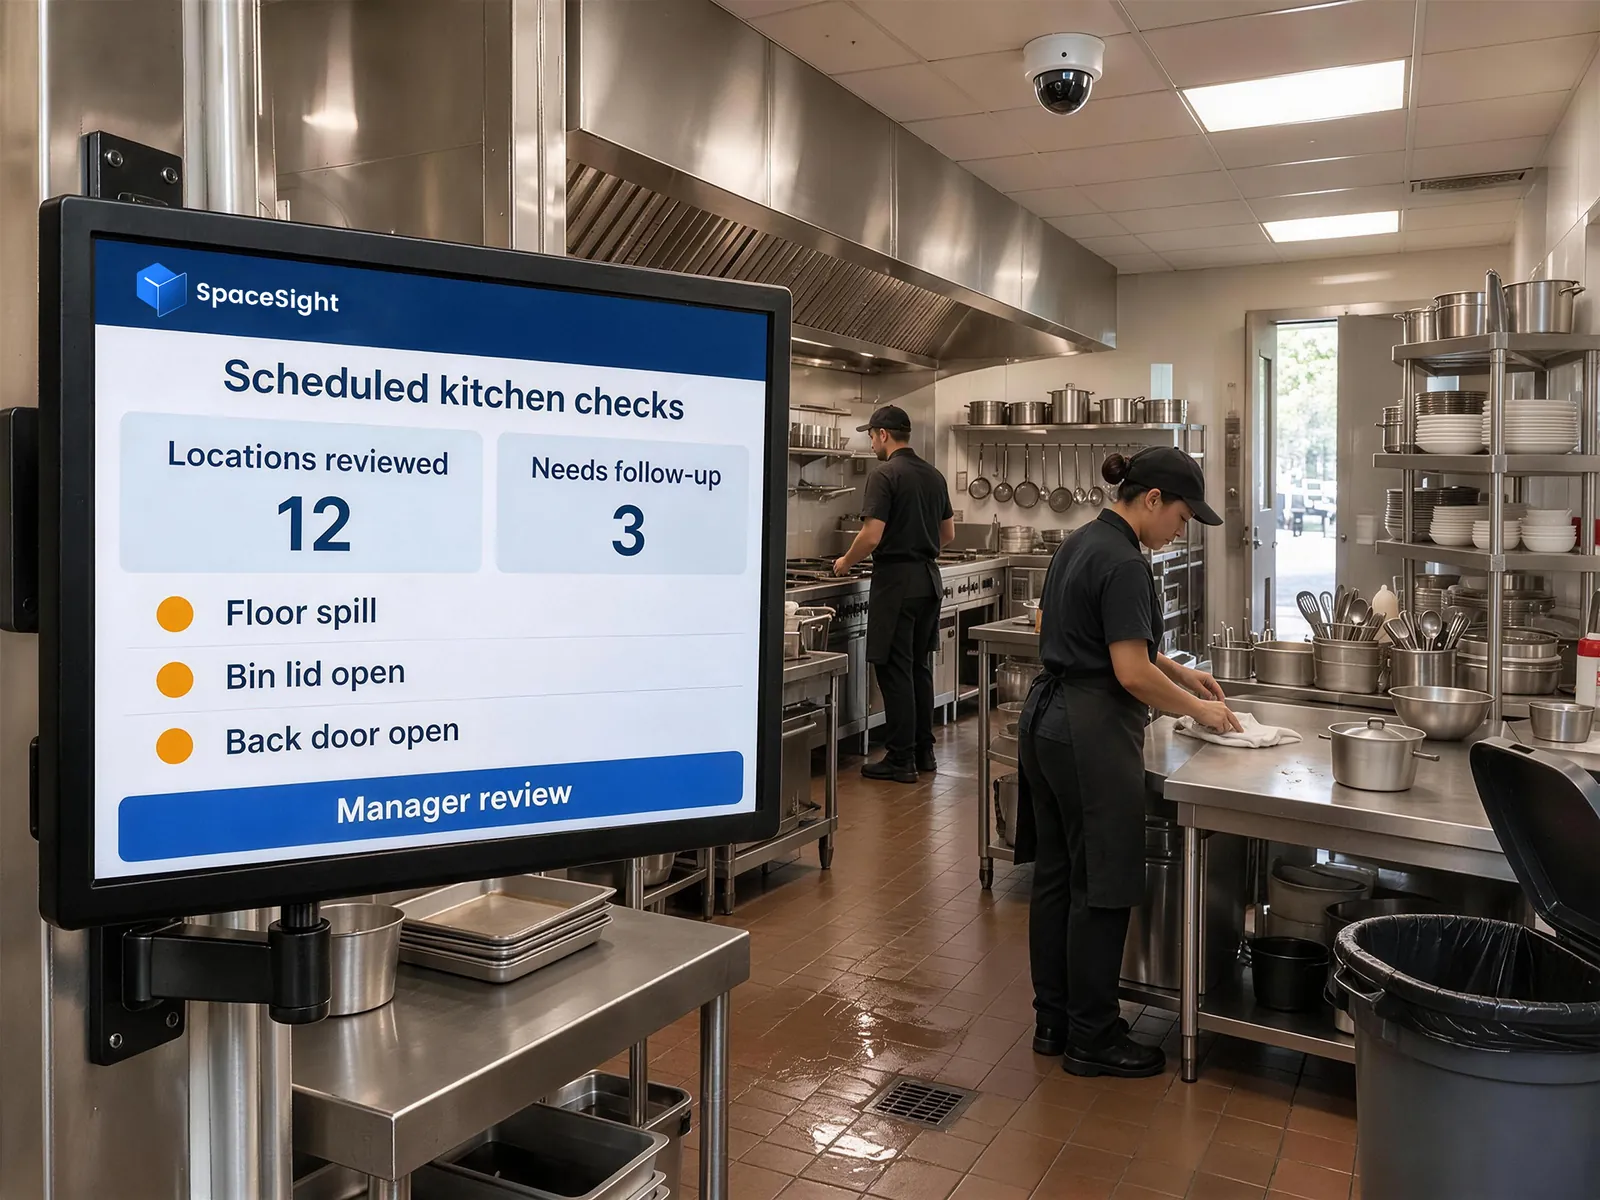 SpaceSight
Scheduled kitchen checks
Locations reviewed
12
Needs follow-up
3
Floor spill
Bin lid open
Back door open
Manager review